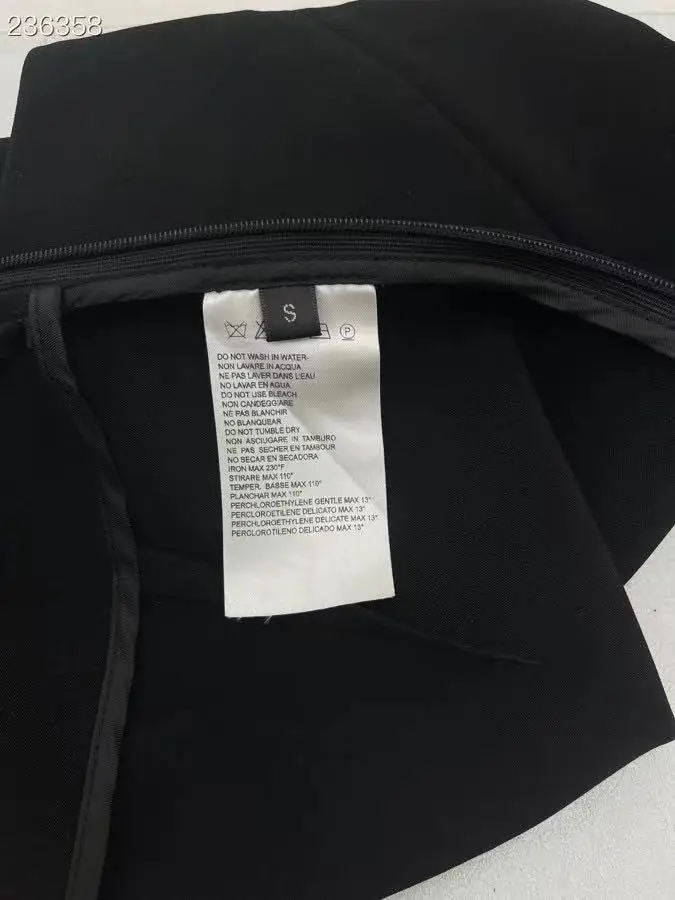 236358
S
P
DO NOT WASH IN WATER-
NON LAVARE IN ACQUA
NE PAS LAVER DANS L'EAU
NO LAVAR EN AGUA
DO NOT USE BLEACH
NON CANDEGGIARE
NE PAS BLANCHIR
NO BLANQUEAR
DO NOT TUMBLE DRY
NON ASCIUGARE IN TAMBURO
NE PAS SECHER EN TAMBOUR
NO SECAR EN SECADORA
IRON MAX 230°F
STIRARE MAX 110°
TEMPER. BASSE MAX 110°
PLANCHAR MAX 110°
PERCHLOROETHYLENE GENTLE MAX 13°
PERCLOROETILENE DELICATO MAX 13°
PERCHLOROETHYLENE DELICATE MAX 13°
PERCLOROTILENO DELICADO MAX 13°